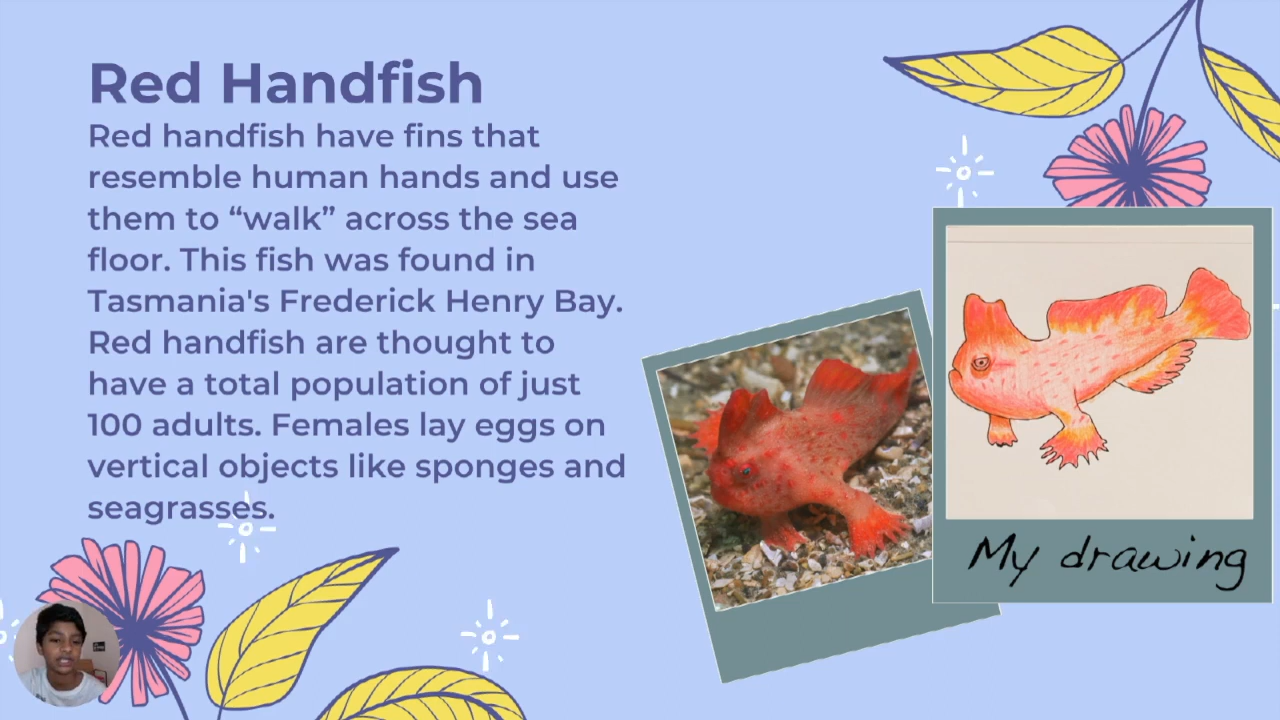 Red Handfish
Red handfish have fins that
resemble human hands and use
them to “walk” across the sea
floor. This fish was found in
Tasmania's Frederick Henry Bay.
Red handfish are thought to
have a total population of just
100 adults. Females lay eggs on
vertical objects like sponges and
seagrasses.
My drawing